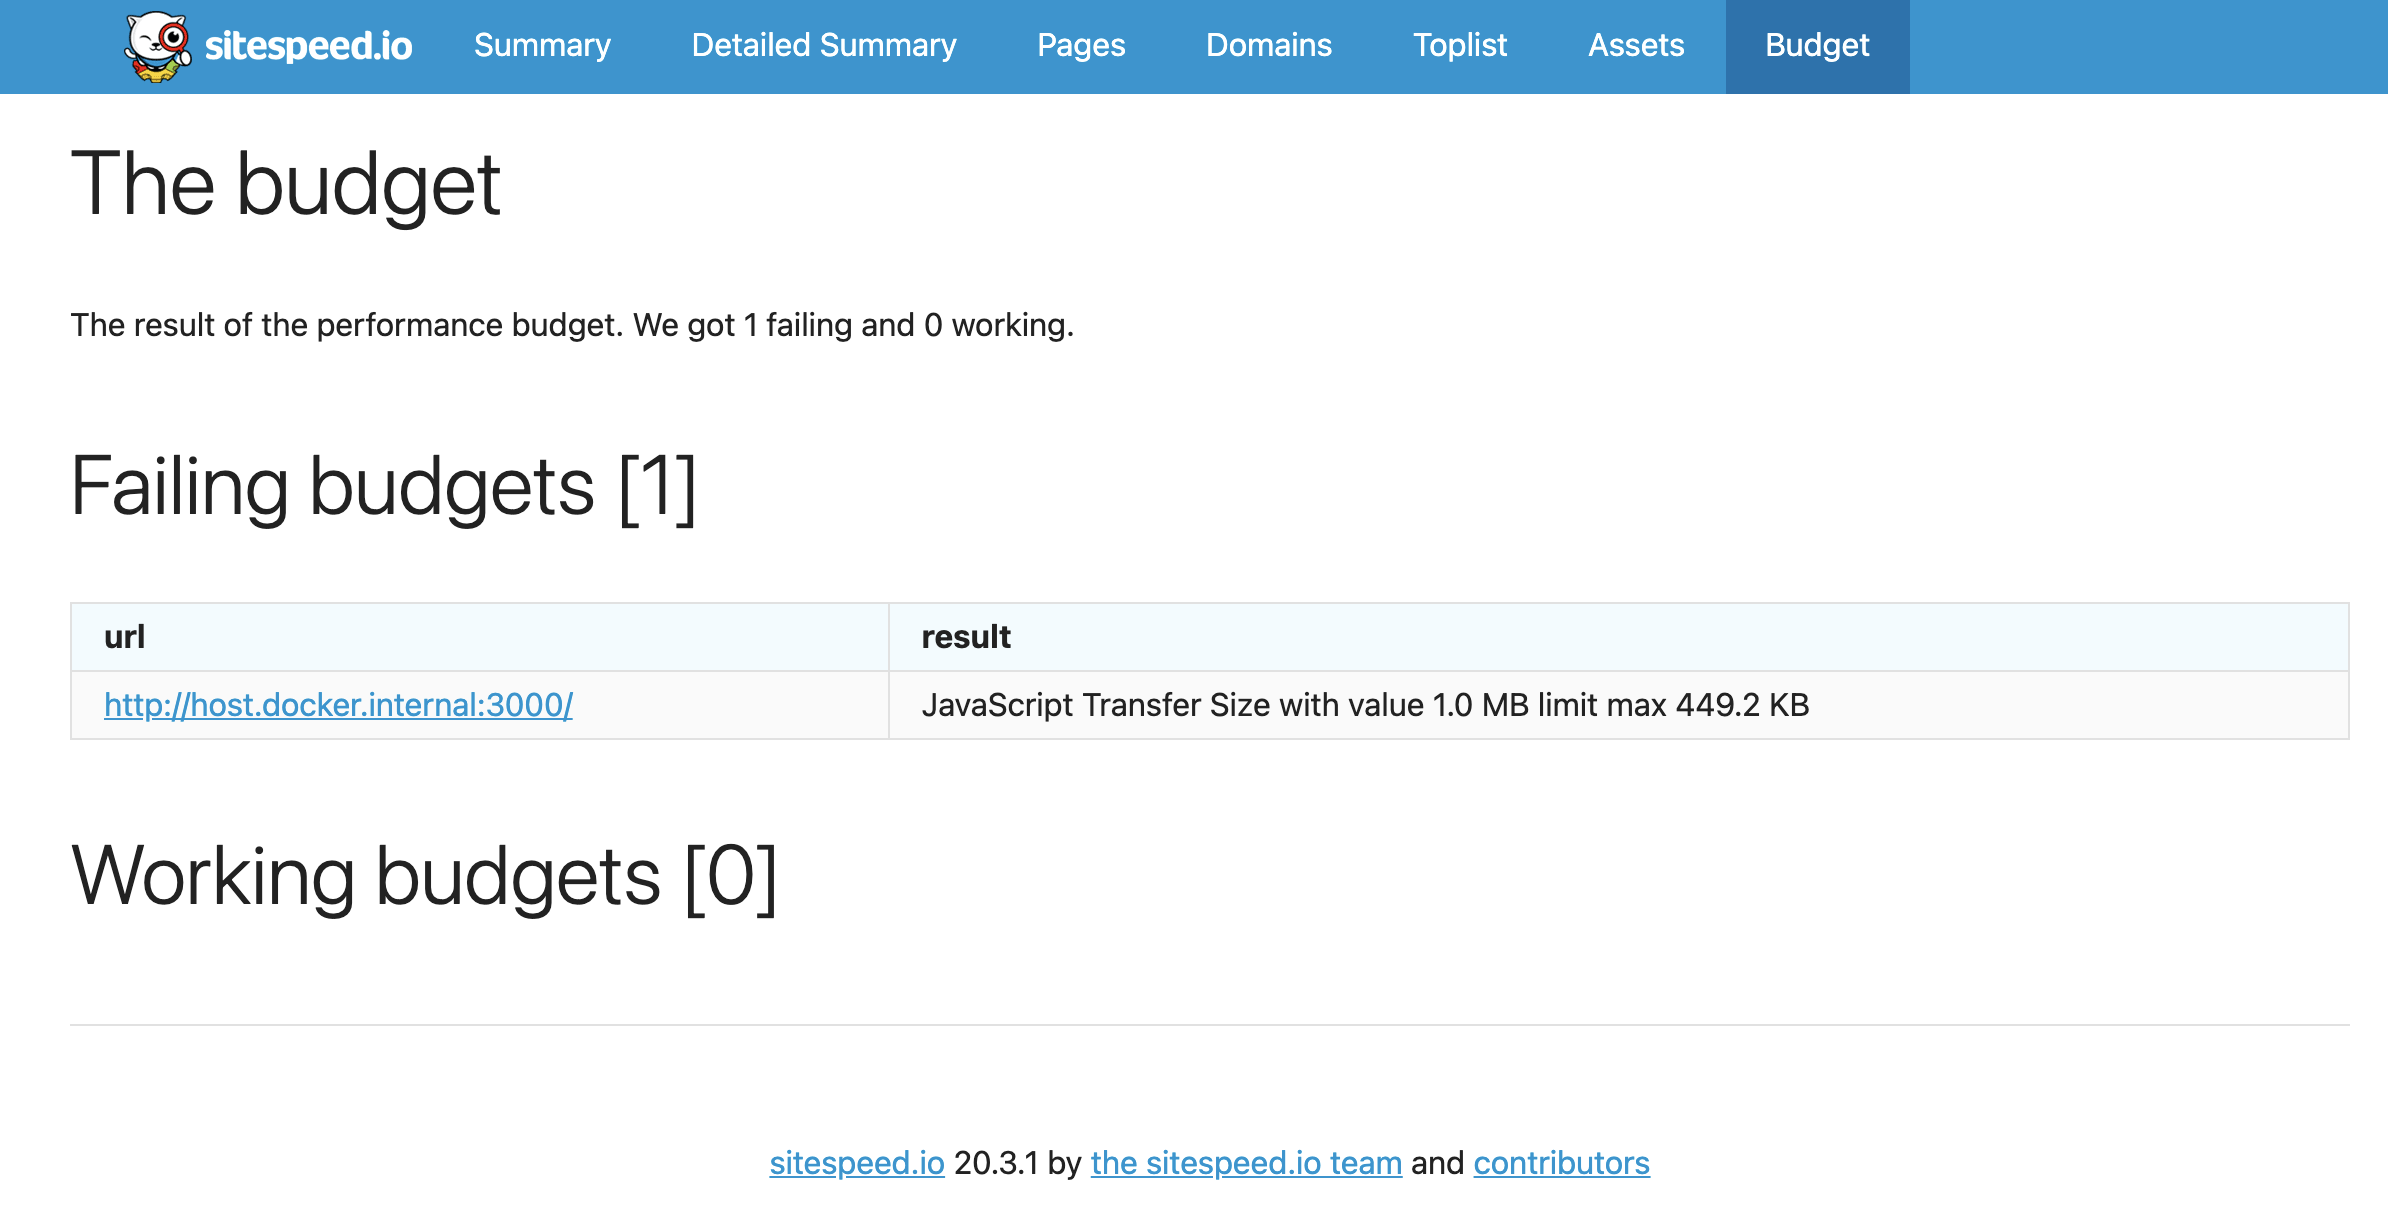 sitespeed.io Summary Detailed Summary Pages Domains Toplist Assets Budget
The budget
The result of the performance budget. We got 1 failing and 0 working.
Failing budgets [1]
url result
http://host.docker.internal:3000/ JavaScript Transfer Size with value 1.0 MB limit max 449.2 KB
Working budgets [0]
sitespeed.io 20.3.1 by the sitespeed.io team and contributors